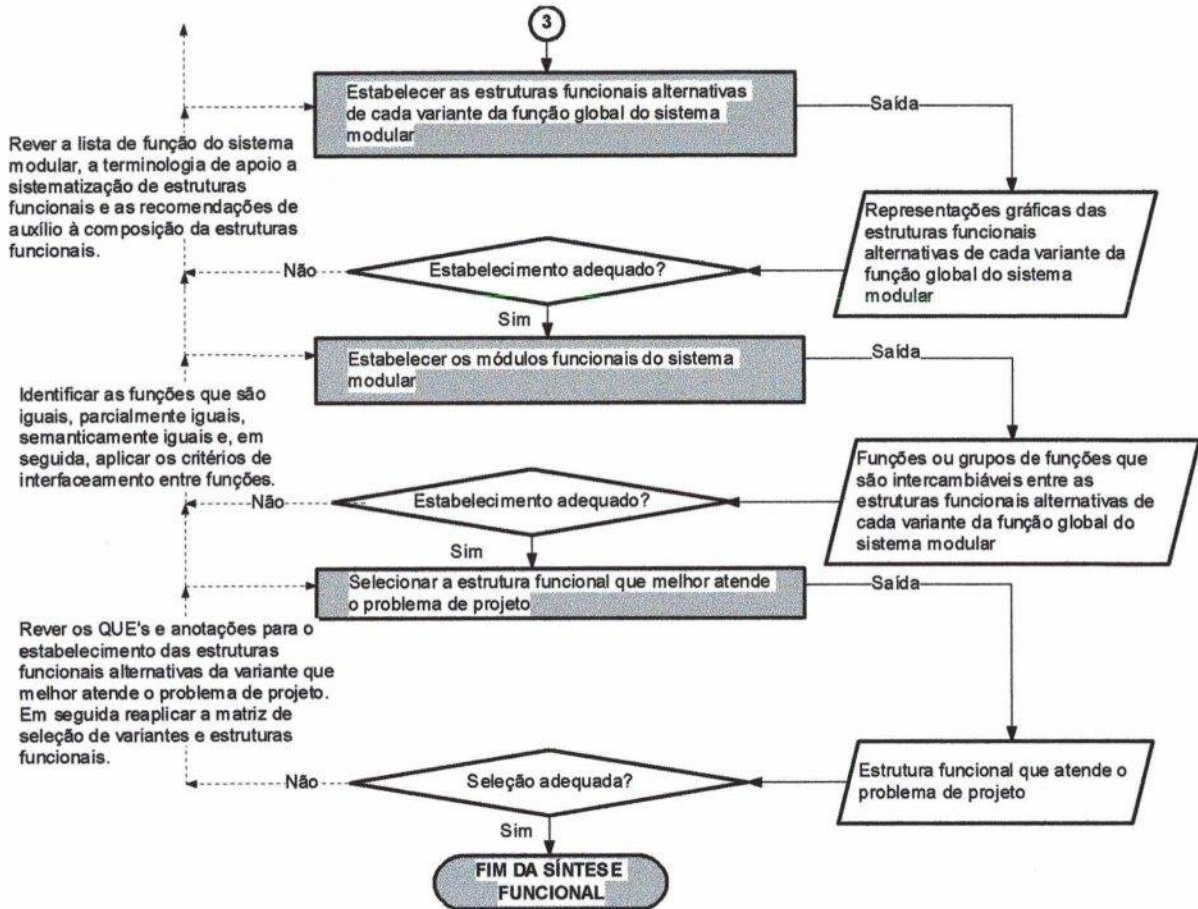 3
Estabelecer as estruturas funcionais alternativas
de cada variante da função global do sistema
modular
Saída
Rever a lista de função do sistema
modular, a terminologia de apoio a
sistematização de estruturas
funcionais e as recomendações de
auxílio à composição da estruturas
funcionais.
Representações gráficas das
estruturas funcionais
alternativas de cada variante da
função global do sistema
modular
Estabelecimento adequado?
Não
Sim
Estabelecer os módulos funcionais do sistema
modular
Saída
Identificar as funções que são
iguais, parcialmente iguais,
semanticamente iguais e, em
seguida, aplicar os critérios de
interfaceamento entre funções.
Funções ou grupos de funções que
são intercambiáveis entre as
estruturas funcionais alternativas de
cada variante da função global do
sistema modular
Estabelecimento adequado?
Não
Sim
Selecionar a estrutura funcional que melhor atende
o problema de projeto
Saída
Rever os QUE's e anotações para o
estabelecimento das estruturas
funcionais alternativas da variante que
melhor atende o problema de projeto.
Em seguida reaplicar a matriz de
seleção de variantes e estruturas
funcionais.
Estrutura funcional que atende o
problema de projeto
Seleção adequada?
Não
Sim
FIM DA SÍNTESE
FUNCIONAL